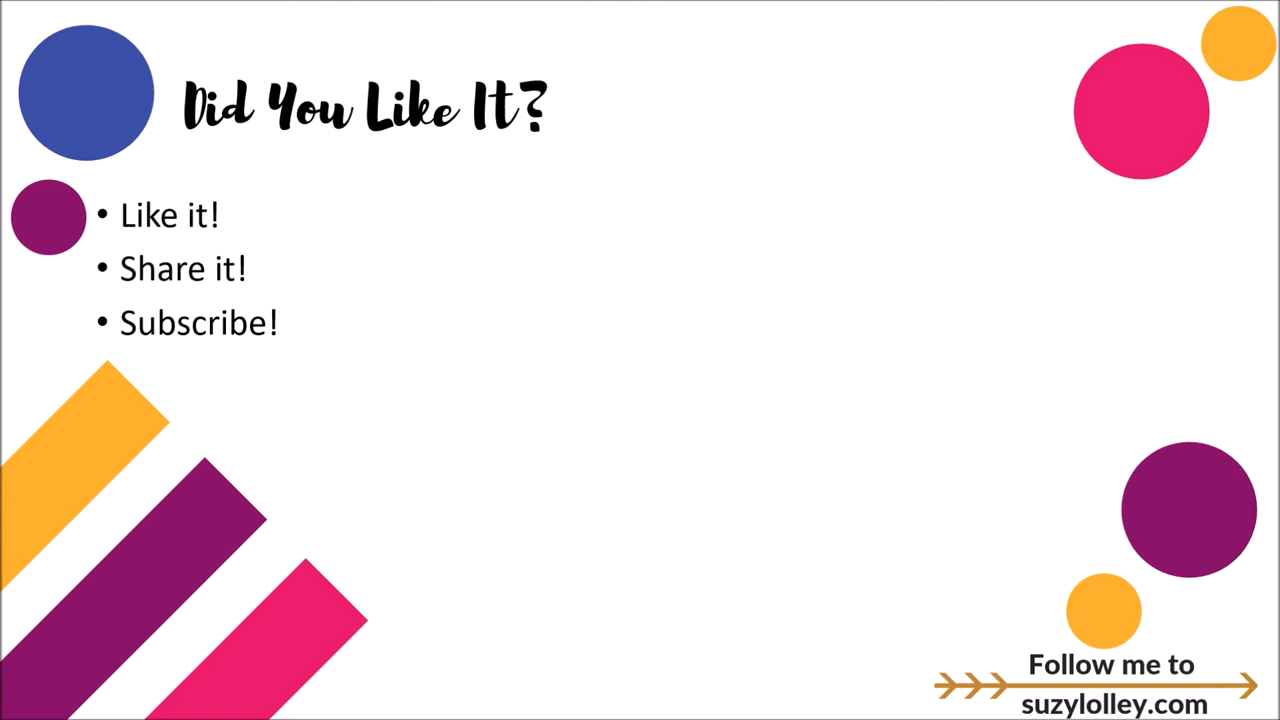 Did You Like It?
• Like it!
• Share it!
• Subscribe!
Follow me to
suzylolley.com